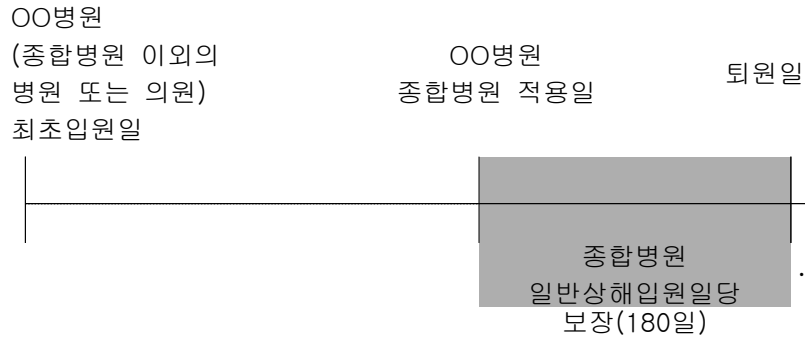 OO병원
(종합병원 이외의
병원 또는 의원)
최초입원일
OO병원
종합병원 적용일
퇴원일
종합병원
일반상해입원일당
보장(180일)
.